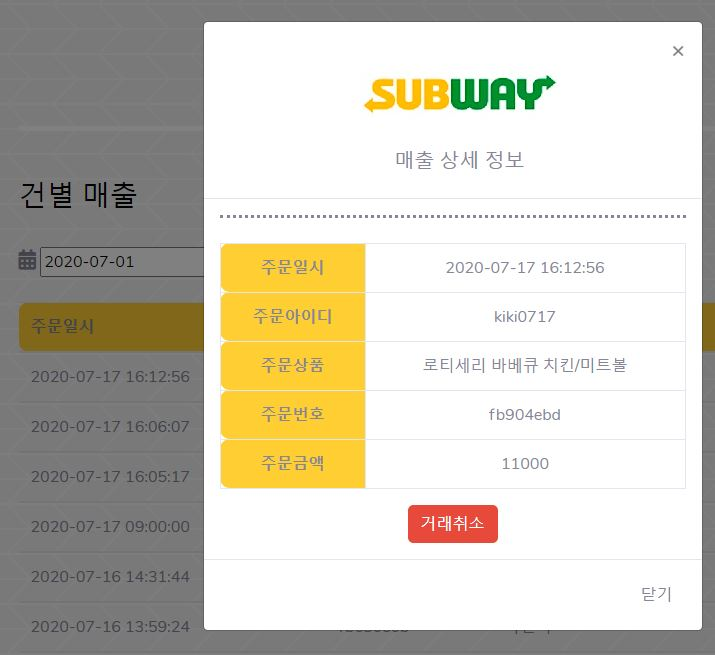 ×
SUBWAY
매출 상세 정보
건별 매출
2020-07-01
주문일시
2020-07-17 16:12:56
2020-07-17 16:06:07
2020-07-17 16:05:17
2020-07-17 09:00:00
2020-07-16 14:31:44
2020-07-16 13:59:24
주문일시 2020-07-17 16:12:56
주문아이디 kiki0717
주문상품 로티세리 바베큐 치킨/미트볼
주문번호 fb904ebd
주문금액 11000
거래취소
닫기